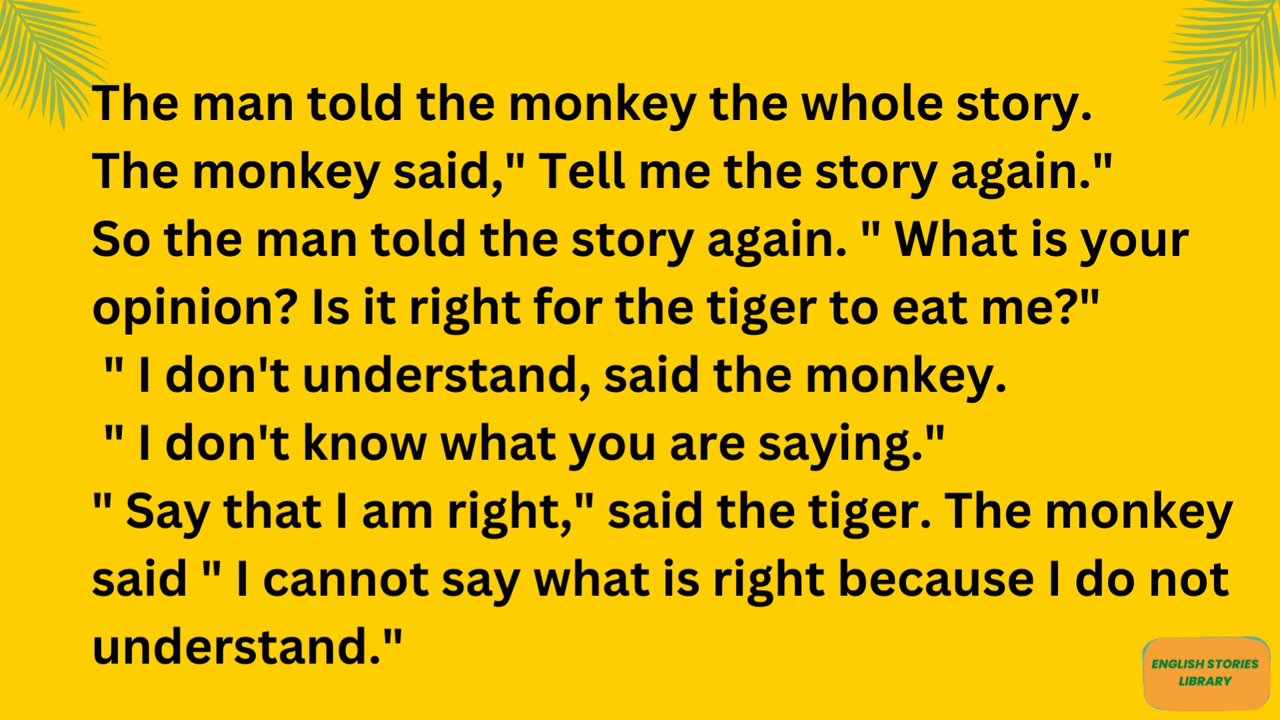 The man told the monkey the whole story.
The monkey said," Tell me the story again."
So the man told the story again. " What is your
opinion? Is it right for the tiger to eat me?"
" I don't understand, said the monkey.
" I don't know what you are saying."
" Say that I am right," said the tiger. The monkey
said " I cannot say what is right because I do not
understand."
ENGLISH STORIES
LIBRARY